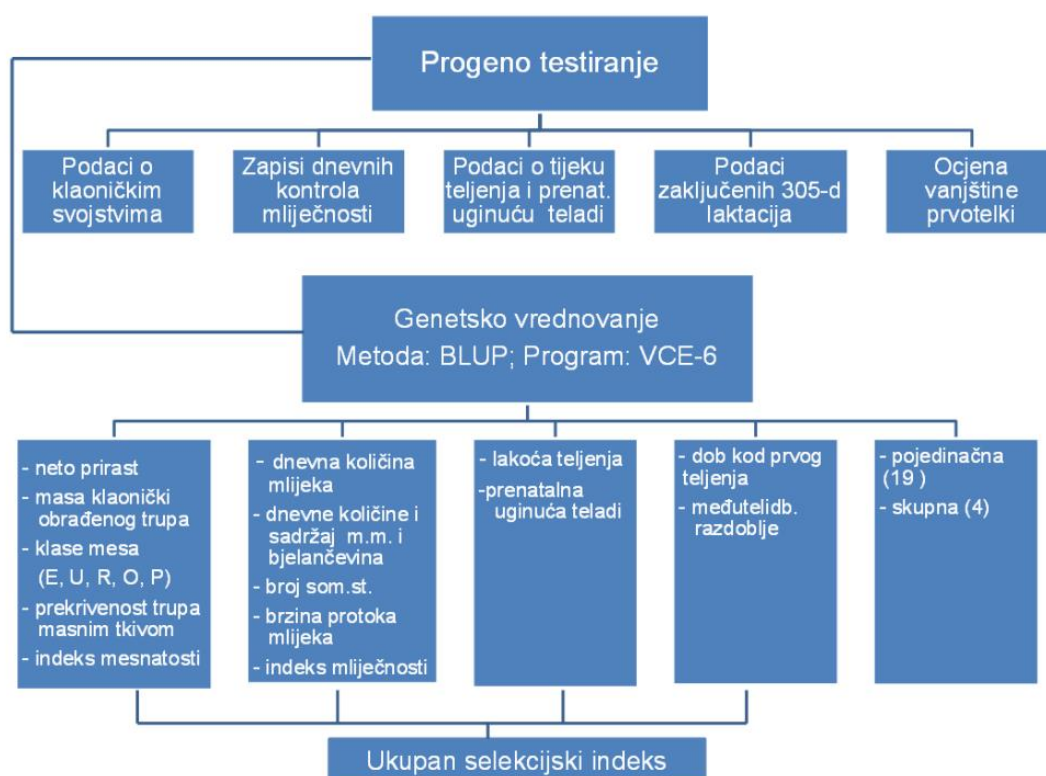 Progeno testiranje
Podaci o
klaoničkim
svojstvima
Zapisi dnevnih
kontrola
mliječnosti
Podaci o tijeku
teljenja i prenat.
uginuću teladi
Podaci
zaključenih 305-d
laktacija
Ocjena
vanjštine
prvotelki
Genetsko vrednovanje
Metoda: BLUP; Program: VCE-6
- neto prirast
- masa klaonički
obrađenog trupa
- klase mesa
(E, U, R, O, P)
- prekrivenost trupa
masnim tkivom
- indeks mesnatosti
- dnevna količina
mlijeka
- dnevne količine i
sadržaj m.m. i
bjelančevina
- broj som.st.
- brzina protoka
mlijeka
- indeks mliječnosti
- lakoća teljenja
-prenatalna
uginuća teladi
- dob kod prvog
teljenja
- međutelidb.
razdoblje
- pojedinačna
(19 )
- skupna (4)
Ukupan selekcijski indeks